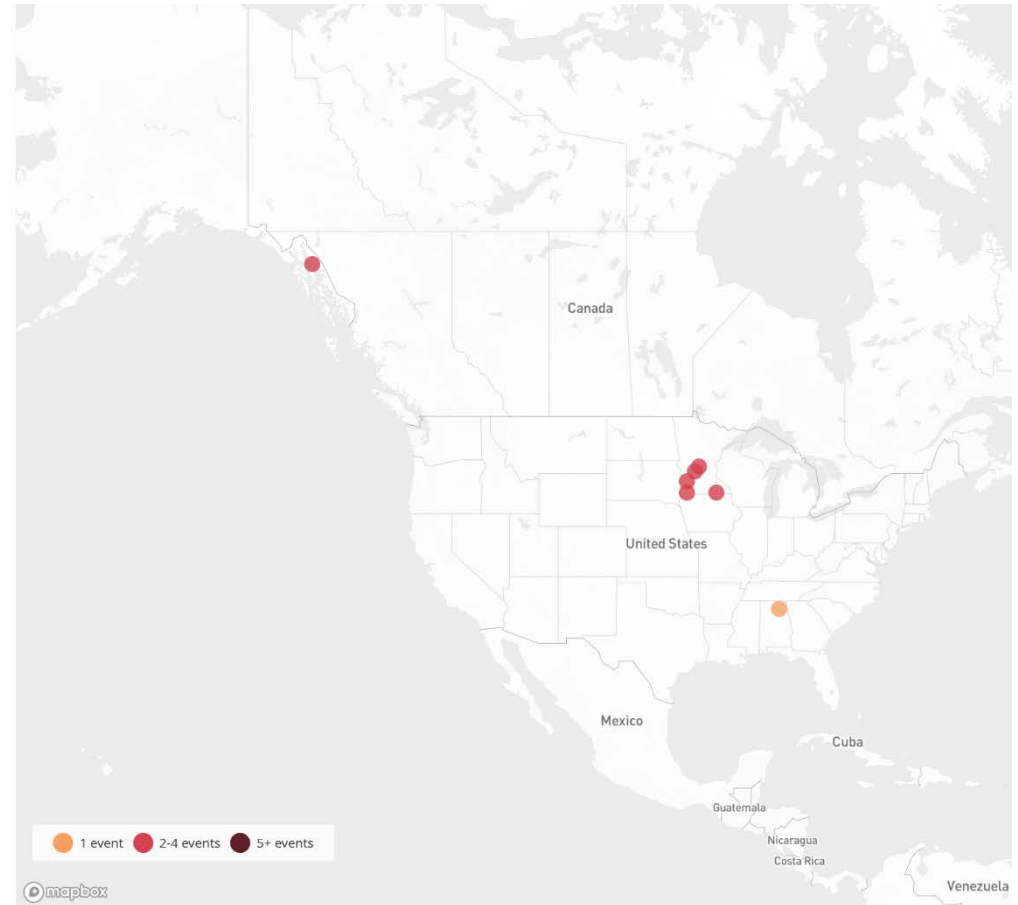 Canada
United States
Mexico
Cuba
Guatemala
Nicaragua
Costa Rica
Venezuela
1 event 2-4 events 5+ events
mapbox